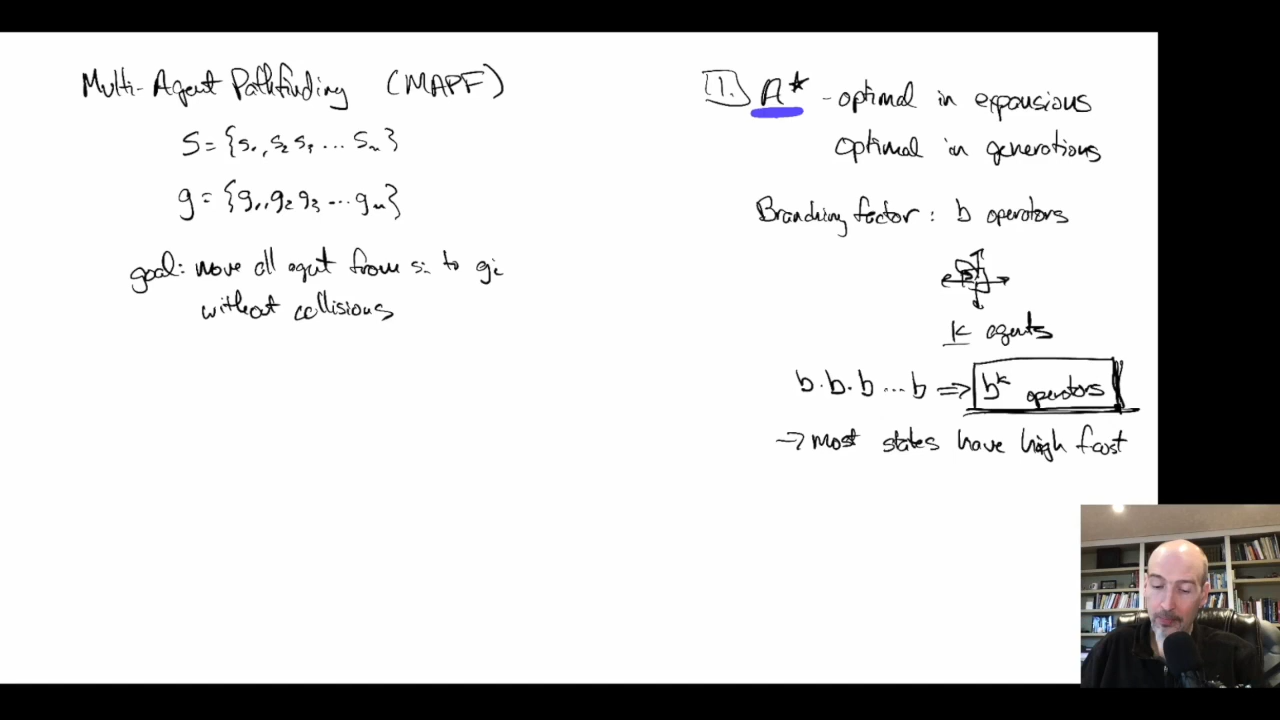 Multi-Agent Pathfinding (MAPF)
S = {s₁, s₂ s₃ ... sₙ}
g = {g₁, g₂ g₃ ... gₙ}
goal: move all agent from sᵢ to gᵢ
without collisions
1. A* - optimal in expansions
Optimal in generations
Branching factor: b operators
k agents
b·b·b...b ⇒ bᵏ operators
→ most states have high fcost